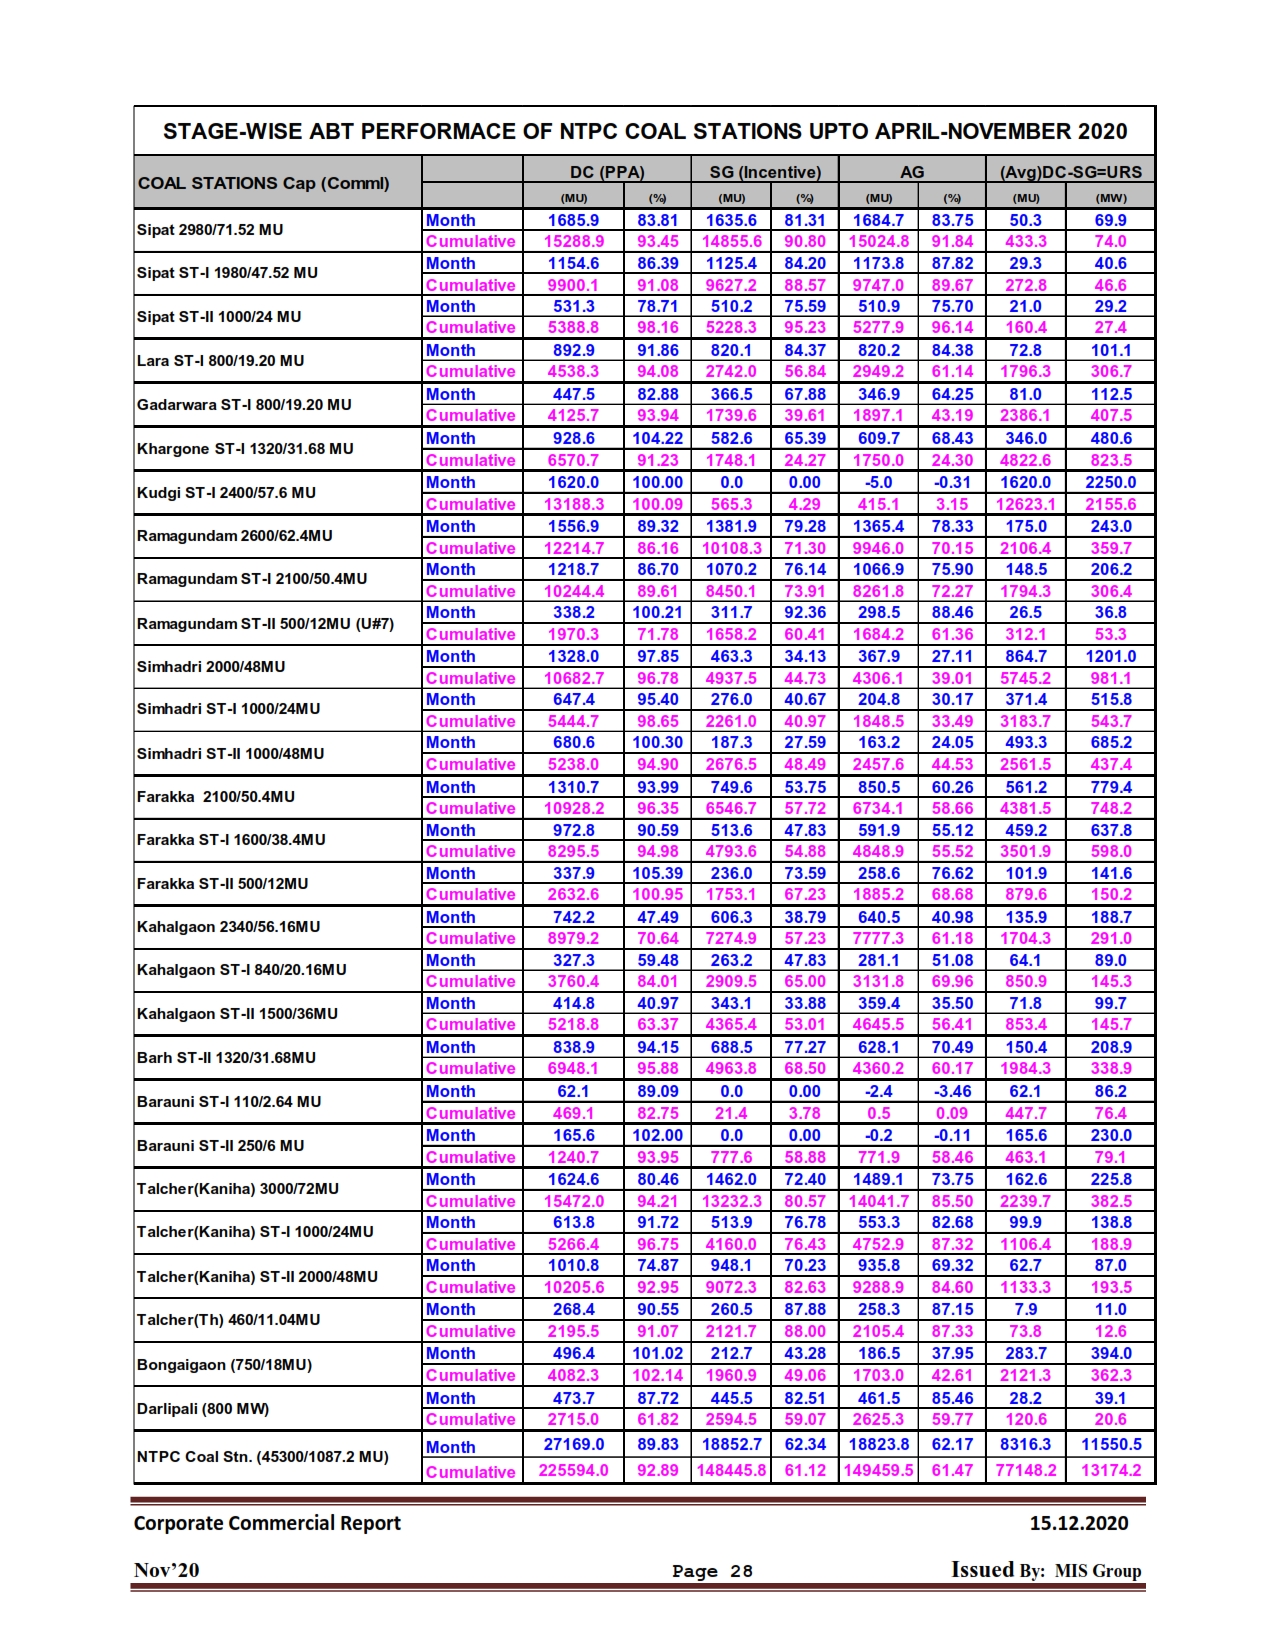 STAGE-WISE ABT PERFORMACE OF NTPC COAL STATIONS UPTO APRIL-NOVEMBER 2020
COAL STATIONS Cap (Comml) DC (PPA) SG (Incentive) AG (Avg)DC-SG=URS
(MU) (%) (MU) (%) (MU) (%) (MU) (MW)
Sipat 2980/71.52 MU
Month 1685.9 83.81 1635.6 81.31 1684.7 83.75 50.3 69.9
Cumulative 15288.9 93.45 14855.6 90.80 15024.8 91.84 433.3 74.0
Sipat ST-I 1980/47.52 MU
Month 1154.6 86.39 1125.4 84.20 1173.8 87.82 29.3 40.6
Cumulative 9900.1 91.08 9627.2 88.57 9747.0 89.67 272.8 46.6
Sipat ST-II 1000/24 MU
Month 531.3 78.71 510.2 75.59 510.9 75.70 21.0 29.2
Cumulative 5388.8 98.16 5228.3 95.23 5277.9 96.14 160.4 27.4
Lara ST-I 800/19.20 MU
Month 892.9 91.86 820.1 84.37 820.2 84.38 72.8 101.1
Cumulative 4538.3 94.08 2742.0 56.84 2949.2 61.14 1796.3 306.7
Gadarwara ST-I 800/19.20 MU
Month 447.5 82.88 366.5 67.88 346.9 64.25 81.0 112.5
Cumulative 4125.7 93.94 1739.6 39.61 1897.1 43.19 2386.1 407.5
Khargone ST-I 1320/31.68 MU
Month 928.6 104.22 582.6 65.39 609.7 68.43 346.0 480.6
Cumulative 6570.7 91.23 1748.1 24.27 1750.0 24.30 4822.6 823.5
Kudgi ST-I 2400/57.6 MU
Month 1620.0 100.00 0.0 0.00 -5.0 -0.31 1620.0 2250.0
Cumulative 13188.3 100.09 565.3 4.29 415.1 3.15 12623.1 2155.6
Ramagundam 2600/62.4MU
Month 1556.9 89.32 1381.9 79.28 1365.4 78.33 175.0 243.0
Cumulative 12214.7 86.16 10108.3 71.30 9946.0 70.15 2106.4 359.7
Ramagundam ST-I 2100/50.4MU
Month 1218.7 86.70 1070.2 76.14 1066.9 75.90 148.5 206.2
Cumulative 10244.4 89.61 8450.1 73.91 8261.8 72.27 1794.3 306.4
Ramagundam ST-II 500/12MU (U#7)
Month 338.2 100.21 311.7 92.36 298.5 88.46 26.5 36.8
Cumulative 1970.3 71.78 1658.2 60.41 1684.2 61.36 312.1 53.3
Simhadri 2000/48MU
Month 1328.0 97.85 463.3 34.13 367.9 27.11 864.7 1201.0
Cumulative 10682.7 96.78 4937.5 44.73 4306.1 39.01 5745.2 981.1
Simhadri ST-I 1000/24MU
Month 647.4 95.40 276.0 40.67 204.8 30.17 371.4 515.8
Cumulative 5444.7 98.65 2261.0 40.97 1848.5 33.49 3183.7 543.7
Simhadri ST-II 1000/48MU
Month 680.6 100.30 187.3 27.59 163.2 24.05 493.3 685.2
Cumulative 5238.0 94.90 2676.5 48.49 2457.6 44.53 2561.5 437.4
Farakka 2100/50.4MU
Month 1310.7 93.99 749.6 53.75 850.5 60.26 561.2 779.4
Cumulative 10928.2 96.35 6546.7 57.72 6734.1 58.66 4381.5 748.2
Farakka ST-I 1600/38.4MU
Month 972.8 90.59 513.6 47.83 591.9 55.12 459.2 637.8
Cumulative 8295.5 94.98 4793.6 54.88 4848.9 55.52 3501.9 598.0
Farakka ST-II 500/12MU
Month 337.9 105.39 236.0 73.59 258.6 76.62 101.9 141.6
Cumulative 2632.6 100.95 1753.1 67.23 1885.2 68.68 879.6 150.2
Kahalgaon 2340/56.16MU
Month 742.2 47.49 606.3 38.79 640.5 40.98 135.9 188.7
Cumulative 8979.2 70.64 7274.9 57.23 7777.3 61.18 1704.3 291.0
Kahalgaon ST-I 840/20.16MU
Month 327.3 59.48 263.2 47.83 281.1 51.08 64.1 89.0
Cumulative 3760.4 84.01 2909.5 65.00 3131.8 69.96 850.9 145.3
Kahalgaon ST-II 1500/36MU
Month 414.8 40.97 343.1 33.88 359.4 35.50 71.8 99.7
Cumulative 5218.8 63.37 4365.4 53.01 4645.5 56.41 853.4 145.7
Barh ST-II 1320/31.68MU
Month 838.9 94.15 688.5 77.27 628.1 70.49 150.4 208.9
Cumulative 6948.1 95.88 4963.8 68.50 4360.2 60.17 1984.3 338.9
Barauni ST-I 110/2.64 MU
Month 62.1 89.09 0.0 0.00 -2.4 -3.46 62.1 86.2
Cumulative 469.1 82.75 21.4 3.78 0.5 0.09 447.7 76.4
Barauni ST-II 250/6 MU
Month 165.6 102.00 0.0 0.00 -0.2 -0.11 165.6 230.0
Cumulative 1240.7 93.95 777.6 58.88 771.9 58.46 463.1 79.1
Talcher(Kaniha) 3000/72MU
Month 1624.6 80.46 1462.0 72.40 1489.1 73.75 162.6 225.8
Cumulative 15472.0 94.21 13232.3 80.57 14041.7 85.50 2239.7 382.5
Talcher(Kaniha) ST-I 1000/24MU
Month 613.8 91.72 513.9 76.78 553.3 82.68 99.9 138.8
Cumulative 5266.4 96.75 4160.0 76.43 4752.9 87.32 1106.4 188.9
Talcher(Kaniha) ST-II 2000/48MU
Month 1010.8 74.87 948.1 70.23 935.8 69.32 62.7 87.0
Cumulative 10205.6 92.95 9072.3 82.63 9288.9 84.60 1133.3 193.5
Talcher(Th) 460/11.04MU
Month 268.4 90.55 260.5 87.88 258.3 87.15 7.9 11.0
Cumulative 2195.5 91.07 2121.7 88.00 2105.4 87.33 73.8 12.6
Bongaigaon (750/18MU)
Month 496.4 101.02 212.7 43.28 186.5 37.95 283.7 394.0
Cumulative 4082.3 102.14 1960.9 49.06 1703.0 42.61 2121.3 362.3
Darlipali (800 MW)
Month 473.7 87.72 445.5 82.51 461.5 85.46 28.2 39.1
Cumulative 2715.0 61.82 2594.5 59.07 2625.3 59.77 120.6 20.6
NTPC Coal Stn. (45300/1087.2 MU)
Month 27169.0 89.83 18852.7 62.34 18823.8 62.17 8316.3 11550.5
Cumulative 225594.0 92.89 148445.8 61.12 149459.5 61.47 77148.2 13174.2
Corporate Commercial Report 15.12.2020
Nov’20 Page 28 Issued By: MIS Group